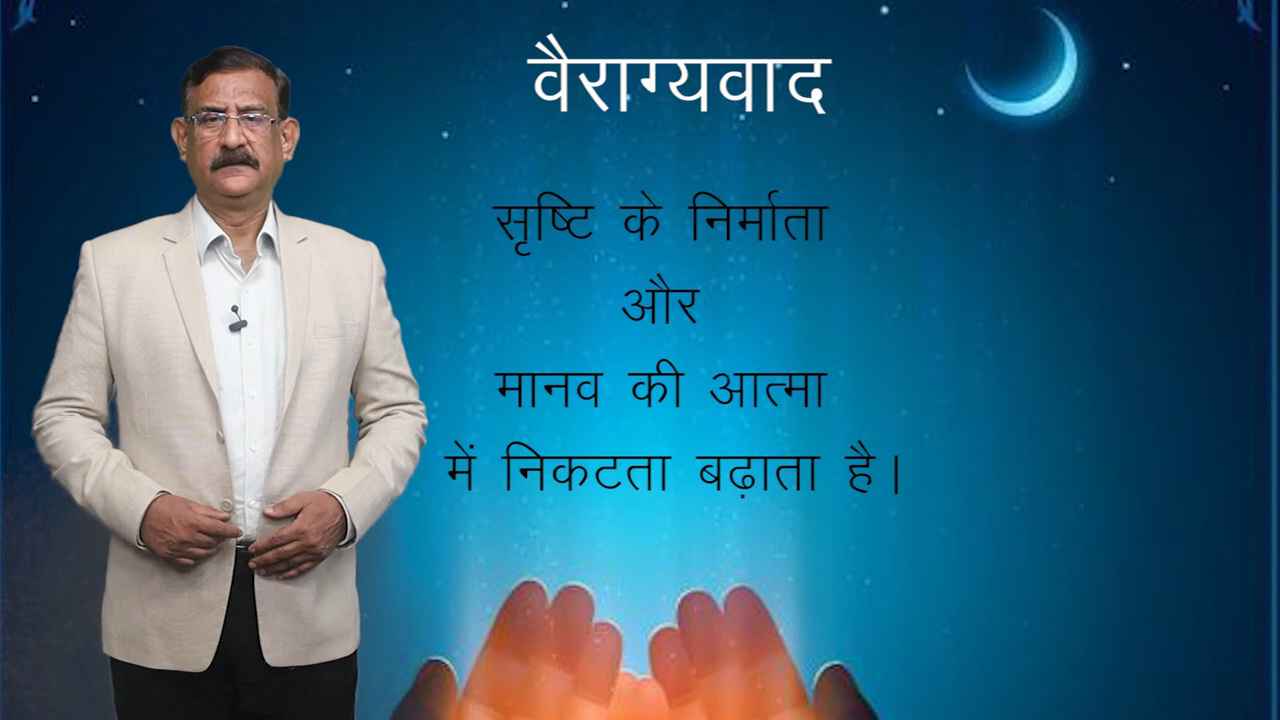 वैराग्यवाद
सृष्टि के निर्माता
और
मानव की आत्मा
में निकटता बढ़ाता है।